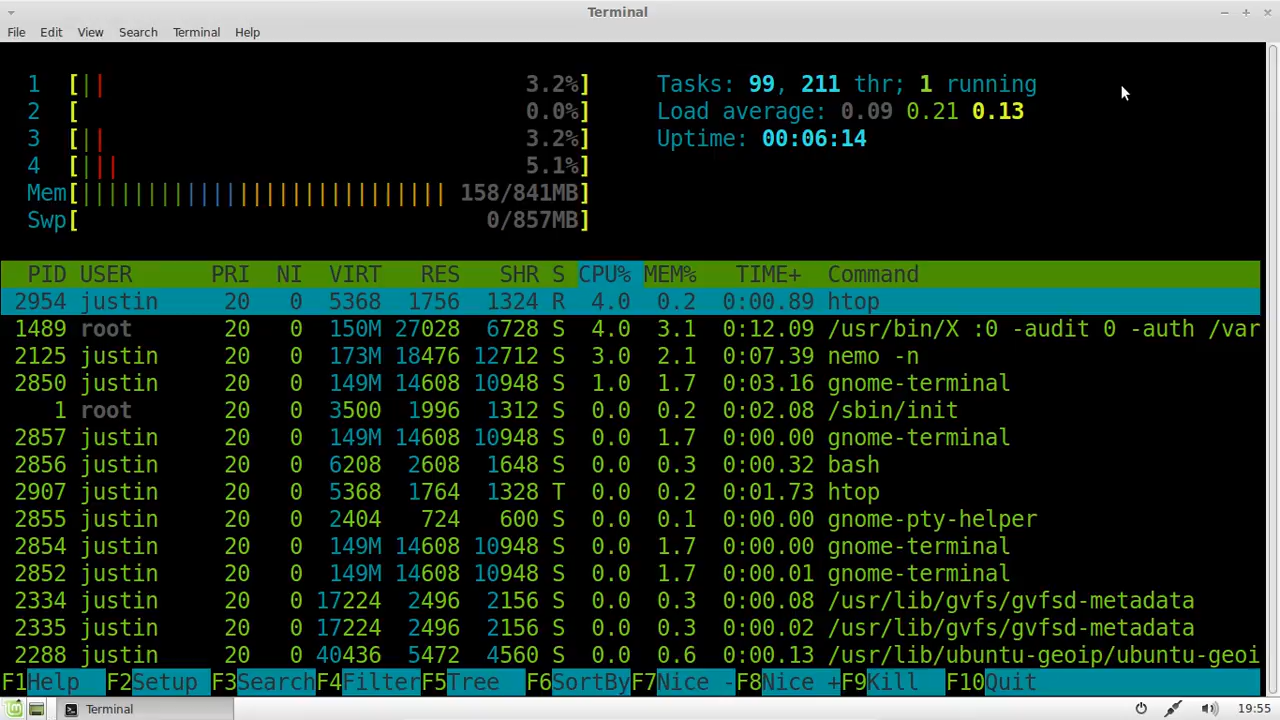 Terminal
File Edit View Search Terminal Help
1 [|| 3.2%] Tasks: 99, 211 thr; 1 running
2 [ 0.0%] Load average: 0.09 0.21 0.13
3 [|| 3.2%] Uptime: 00:06:14
4 [||| 5.1%]
Mem[||||||||||||||||||||||||||||158/841MB]
Swp[ 0/857MB]
PID USER PRI NI VIRT RES SHR S CPU% MEM% TIME+ Command
2954 justin 20 0 5368 1756 1324 R 4.0 0.2 0:00.89 htop
1489 root 20 0 150M 27028 6728 S 4.0 3.1 0:12.09 /usr/bin/X :0 -audit 0 -auth /var
2125 justin 20 0 173M 18476 12712 S 3.0 2.1 0:07.39 nemo -n
2850 justin 20 0 149M 14608 10948 S 1.0 1.7 0:03.16 gnome-terminal
1 root 20 0 3500 1996 1312 S 0.0 0.2 0:02.08 /sbin/init
2857 justin 20 0 149M 14608 10948 S 0.0 1.7 0:00.00 gnome-terminal
2856 justin 20 0 6208 2608 1648 S 0.0 0.3 0:00.32 bash
2907 justin 20 0 5368 1764 1328 T 0.0 0.2 0:01.73 htop
2855 justin 20 0 2404 724 600 S 0.0 0.1 0:00.00 gnome-pty-helper
2854 justin 20 0 149M 14608 10948 S 0.0 1.7 0:00.00 gnome-terminal
2852 justin 20 0 149M 14608 10948 S 0.0 1.7 0:00.01 gnome-terminal
2334 justin 20 0 17224 2496 2156 S 0.0 0.3 0:00.08 /usr/lib/gvfs/gvfsd-metadata
2335 justin 20 0 17224 2496 2156 S 0.0 0.3 0:00.02 /usr/lib/gvfs/gvfsd-metadata
2288 justin 20 0 40436 5472 4560 S 0.0 0.6 0:00.13 /usr/lib/ubuntu-geoip/ubuntu-geoi
F1Help F2Setup F3SearchF4FilterF5Tree F6SortByF7Nice -F8Nice +F9Kill F10Quit
Terminal 19:55